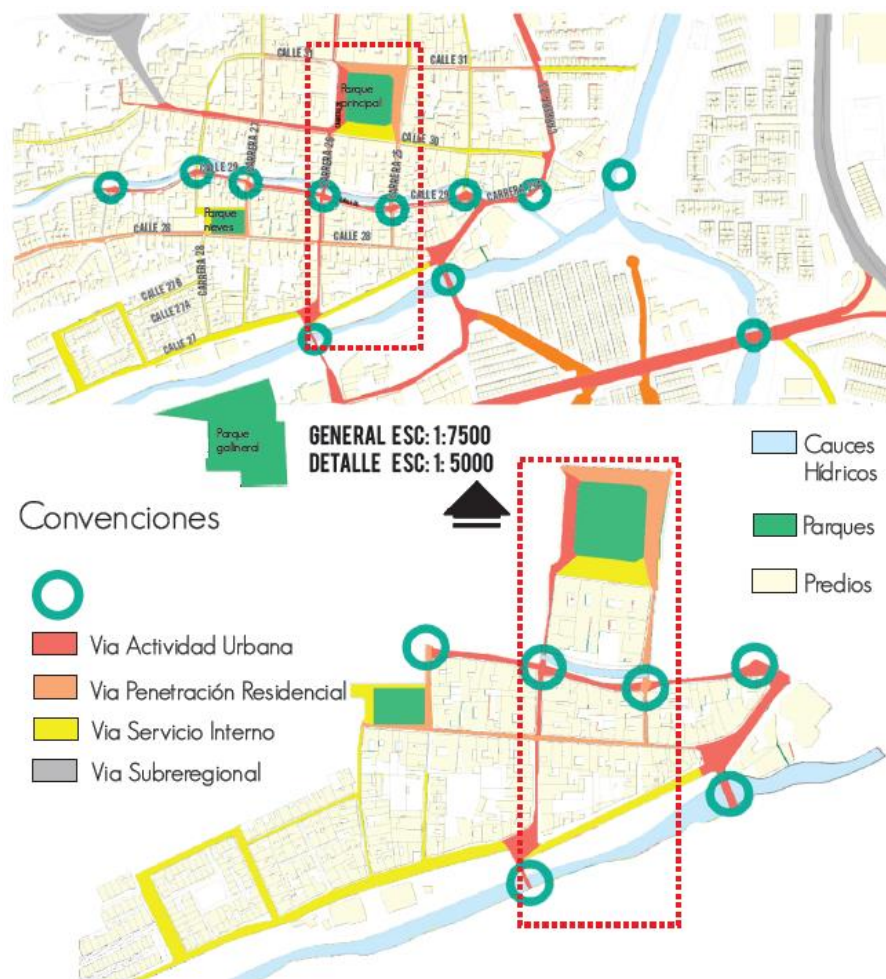 CALLE 31
CALLE 31
Parque
principal
CARRERA 27
CARRERA 26
CARRERA 25
CALLE 30
CALLE 29
CALLE 29
Parque
nieves
CALLE 28
CALLE 28
CARRERA 28
CALLE 27B
CALLE 27A
CALLE 27
Parque
gallineral
GENERAL ESC: 1:7500
DETALLE ESC: 1: 5000
Cauces
Hídricos
Parques
Predios
Convenciones
Via Actividad Urbana
Via Penetración Residencial
Via Servicio Interno
Via Subreregional